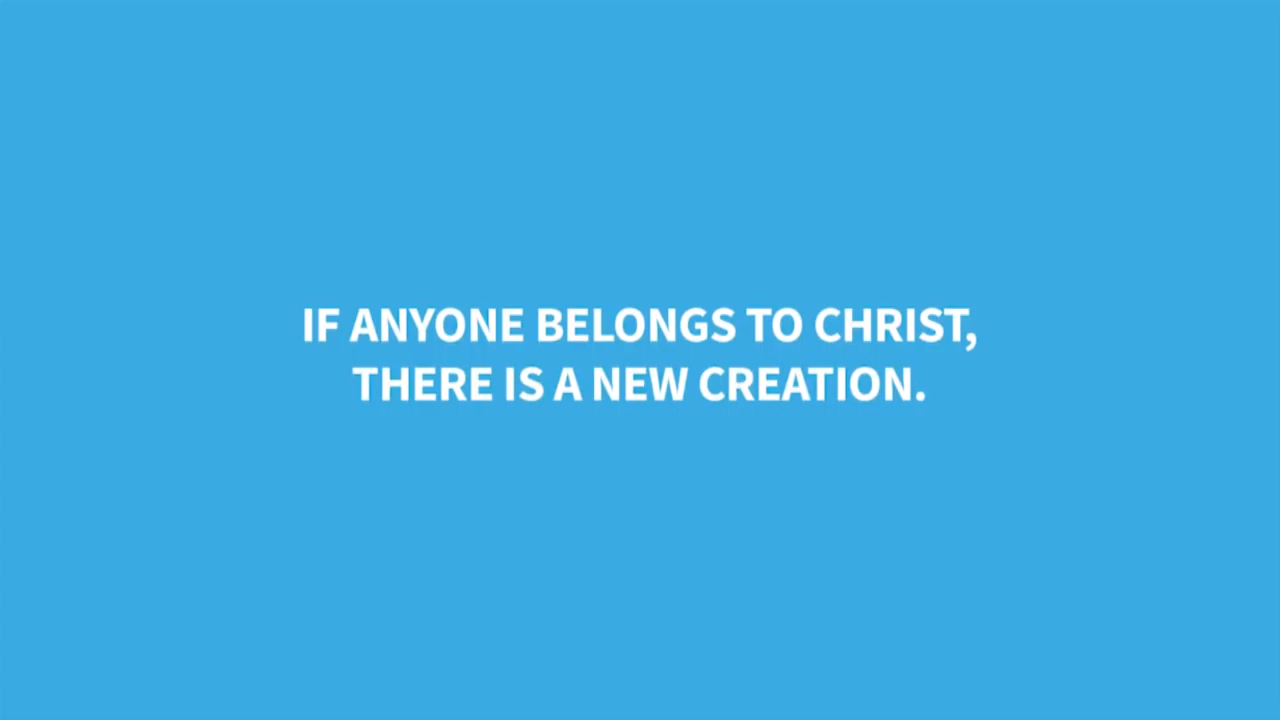 IF ANYONE BELONGS TO CHRIST,
THERE IS A NEW CREATION.